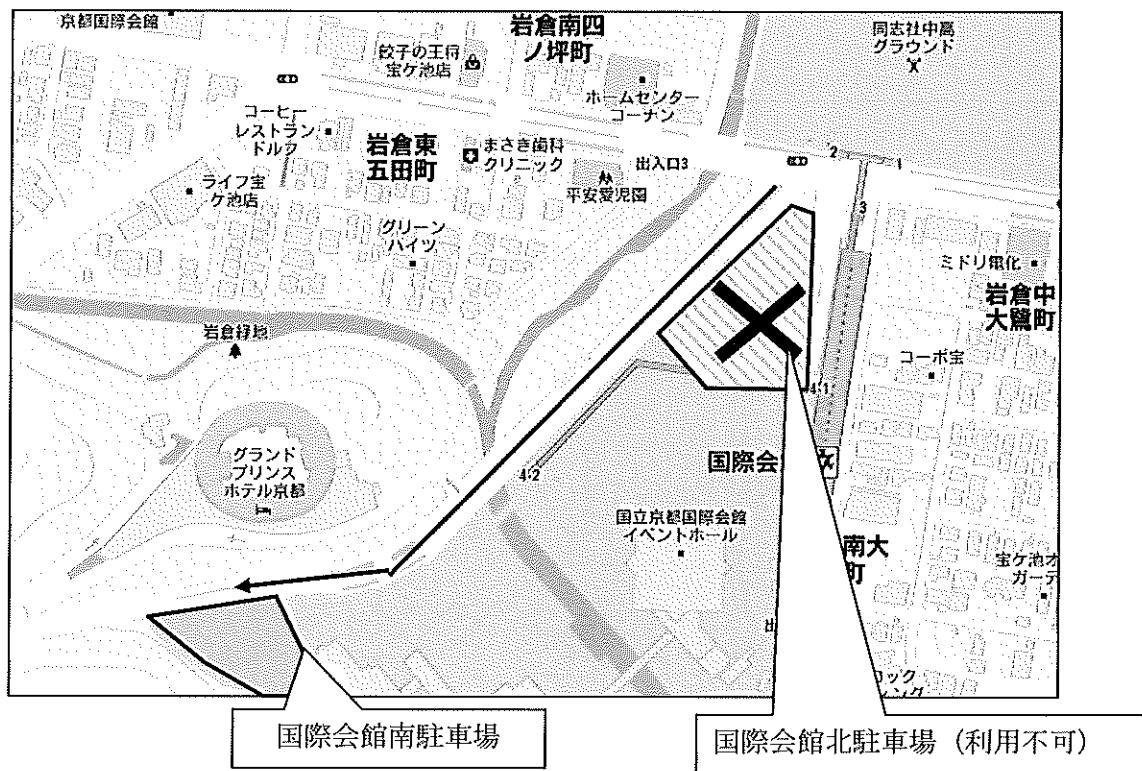 京都国際会館
岩倉南四
ノ坪町
同志社中高
グラウンド
餃子の王将
宝ケ池店
ホームセンター
コーナン
コーヒー
レストラン
ドルフ
岩倉東
五田町
まさき歯科
クリニック
出入口3
2
1
平安愛児園
ライフ宝
ケ池店
3
グリーン
ハイツ
ミドリ電化
岩倉中
大鷺町
岩倉緑地
コーポ宝
4-1
グランド
プリンス
ホテル京都
国際会
4-2
国立京都国際会館
イベントホール
南大
町
宝ケ池オ
ガーデ
出
ック
国際会館南駐車場
国際会館北駐車場（利用不可）